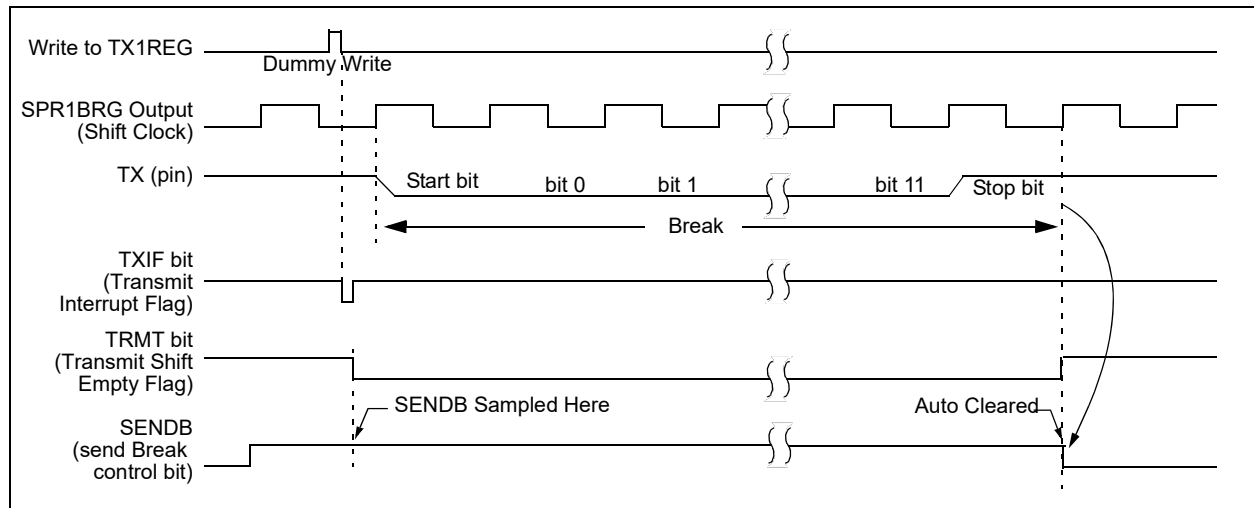 Write to TX1REG
Dummy Write
SPR1BRG Output
(Shift Clock)
TX (pin)
Start bit
bit 0
bit 1
bit 11
Stop bit
Break
TXIF bit
(Transmit
Interrupt Flag)
TRMT bit
(Transmit Shift
Empty Flag)
SENDB Sampled Here
Auto Cleared
SENDB
(send Break
control bit)